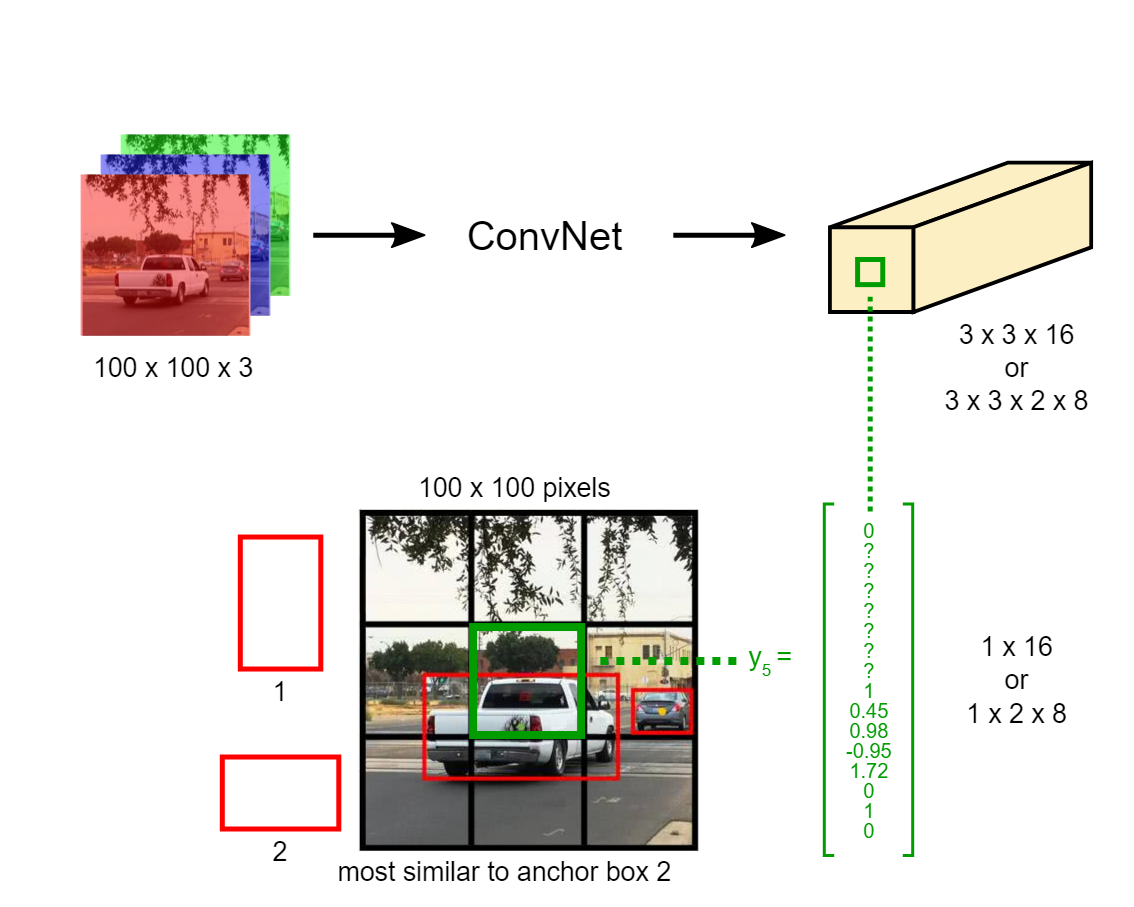 ConvNet
100 x 100 x 3
3 x 3 x 16
or
3 x 3 x 2 x 8
100 x 100 pixels
1
2
most similar to anchor box 2
y5 =
0
?
?
?
?
?
?
?
1
0.45
0.98
-0.95
1.72
0
1
0
1 x 16
or
1 x 2 x 8